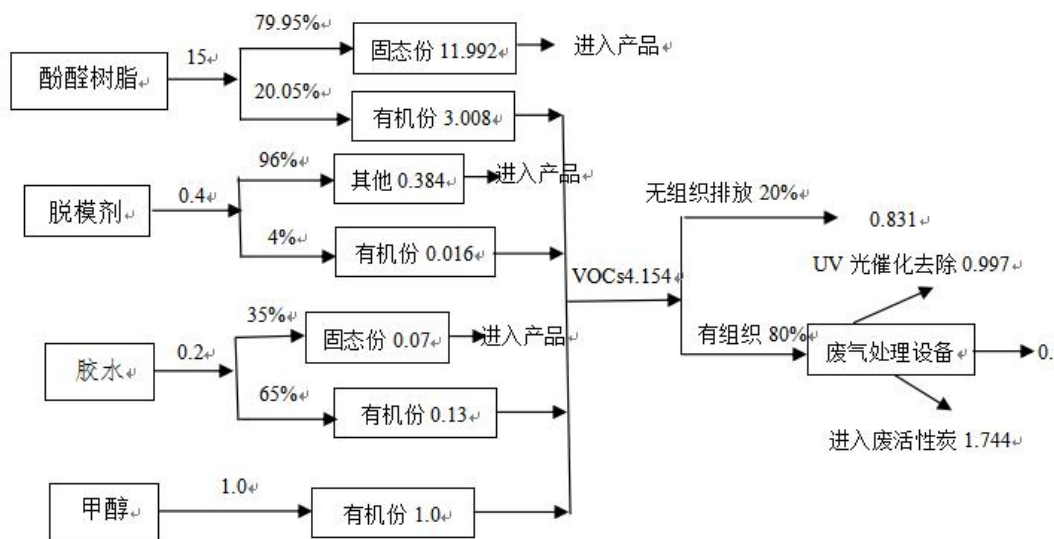 酚醛树脂
15
79.95%
固态份 11.992
进入产品
20.05%
有机份 3.008
脱模剂
0.4
96%
其他 0.384
进入产品
4%
有机份 0.016
胶水
0.2
35%
固态份 0.07
进入产品
65%
有机份 0.13
甲醇
1.0
有机份 1.0
VOCs4.154
无组织排放 20%
0.831
UV 光催化去除 0.997
有组织 80%
废气处理设备
0.
进入废活性炭 1.744